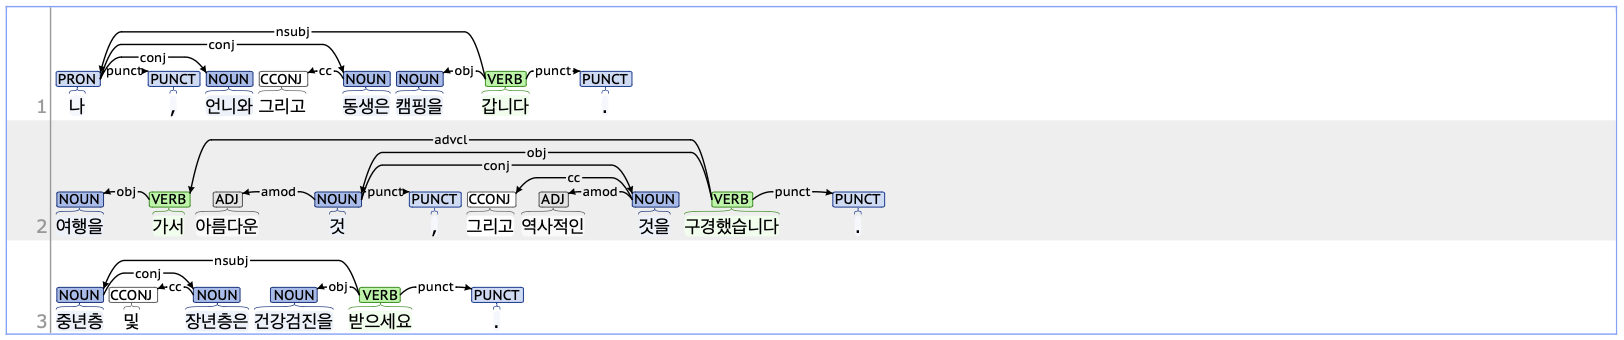 nsubj
conj
conj punct cc obj punct
PRON PUNCT NOUN CCONJ NOUN NOUN VERB PUNCT
1 나 , 언니와 그리고 동생은 캠핑을 갑니다 .
advcl
obj
conj
cc
obj amod punct amod punct
NOUN VERB ADJ NOUN PUNCT CCONJ ADJ NOUN VERB PUNCT
2 여행을 가서 아름다운 것 , 그리고 역사적인 것을 구경했습니다 .
nsubj
conj
cc obj punct
NOUN CCONJ NOUN NOUN VERB PUNCT
3 중년층 및 장년층은 건강검진을 받으세요 .